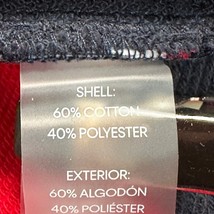 SHELL:
60% COTTON
40% POLYESTER
EXTERIOR:
60% ALGODÓN
40% POLIÉSTER